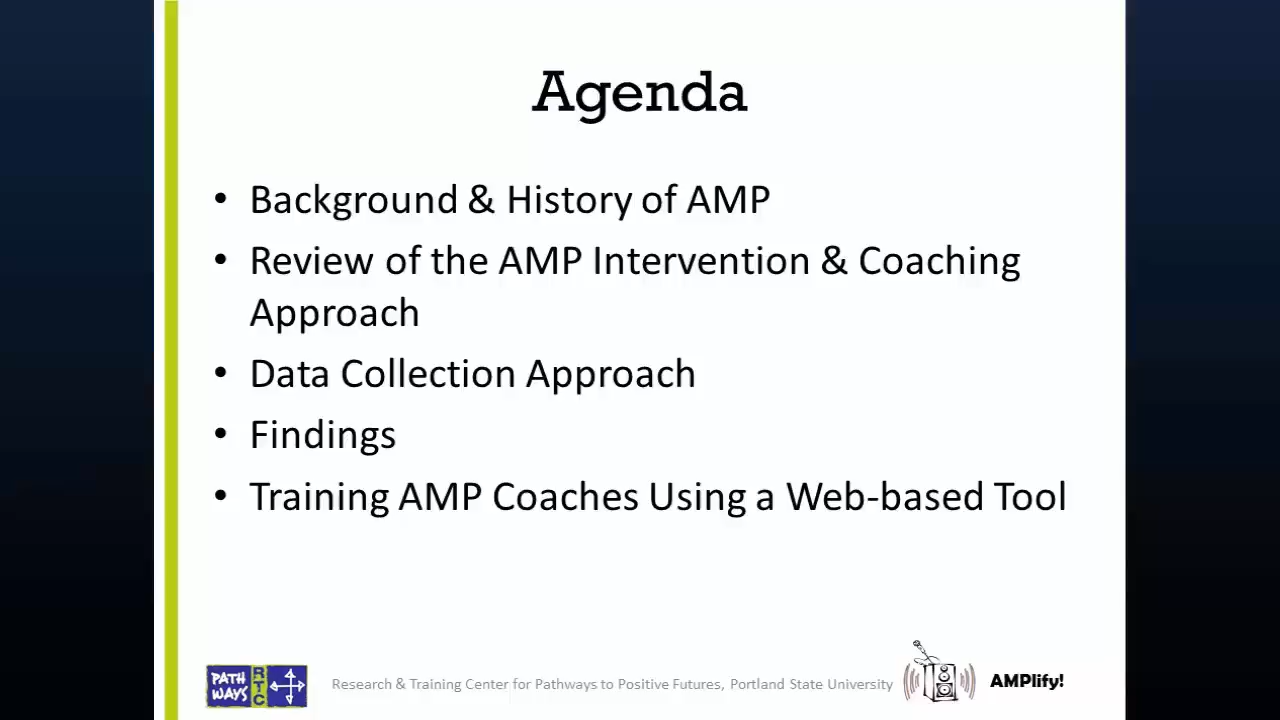 Agenda
• Background & History of AMP
• Review of the AMP Intervention & Coaching
Approach
• Data Collection Approach
• Findings
• Training AMP Coaches Using a Web-based Tool
PATH
WAYS
RTC
Research & Training Center for Pathways to Positive Futures, Portland State University
AMPlify!